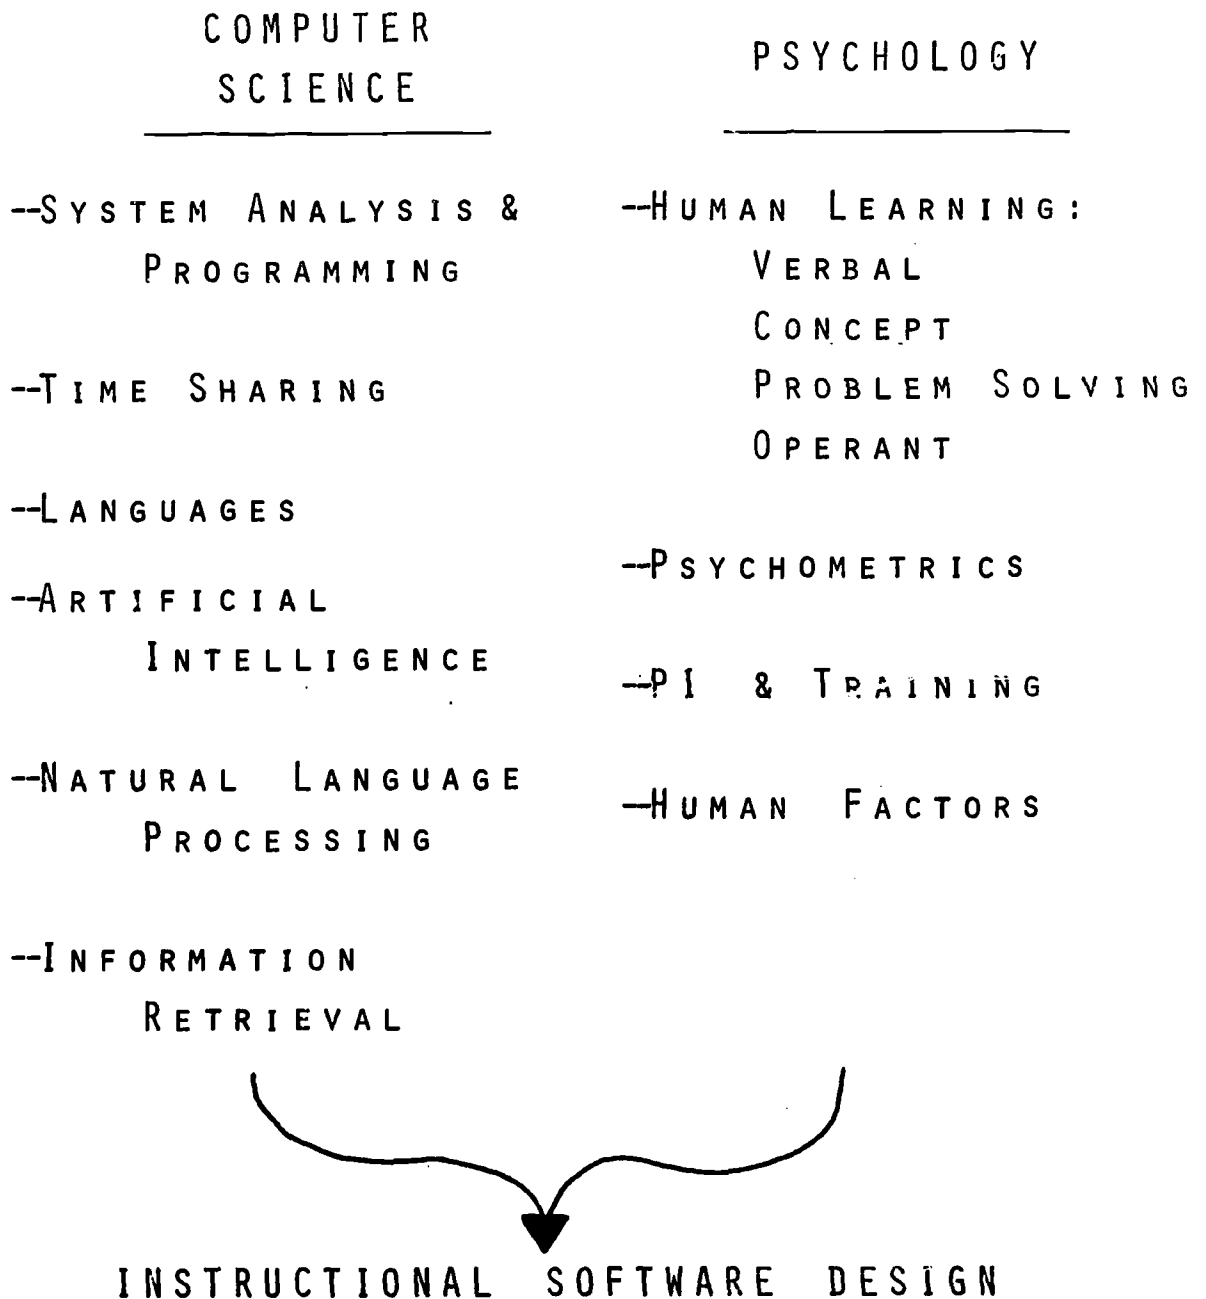 COMPUTER
SCIENCE
--SYSTEM ANALYSIS &
PROGRAMMING
--TIME SHARING
--LANGUAGES
--ARTIFICIAL
INTELLIGENCE
--NATURAL LANGUAGE
PROCESSING
--INFORMATION
RETRIEVAL
PSYCHOLOGY
--HUMAN LEARNING:
VERBAL
CONCEPT
PROBLEM SOLVING
OPERANT
--PSYCHOMETRICS
--PI & TRAINING
--HUMAN FACTORS
INSTRUCTIONAL SOFTWARE DESIGN